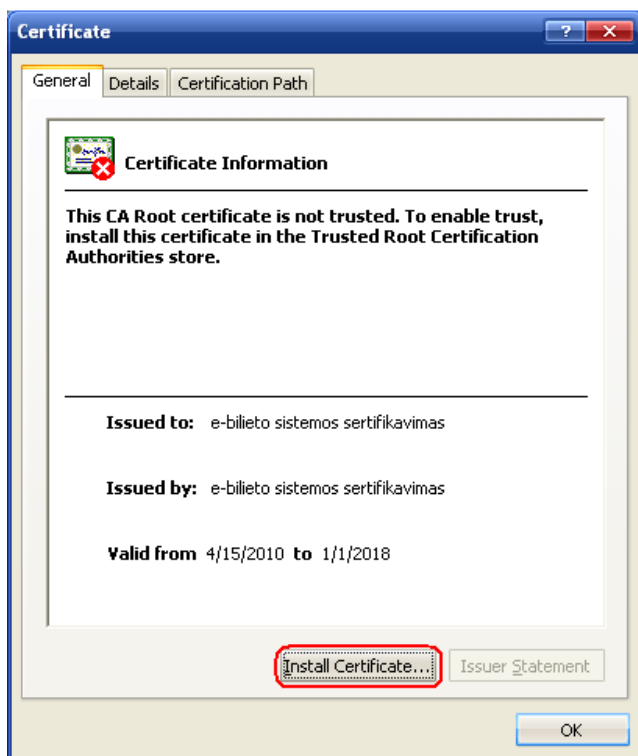 Certificate
General Details Certification Path
Certificate Information
This CA Root certificate is not trusted. To enable trust,
install this certificate in the Trusted Root Certification
Authorities store.
Issued to: e-bilieto sistemos sertifikavimas
Issued by: e-bilieto sistemos sertifikavimas
Valid from 4/15/2010 to 1/1/2018
Install Certificate... Issuer Statement
OK